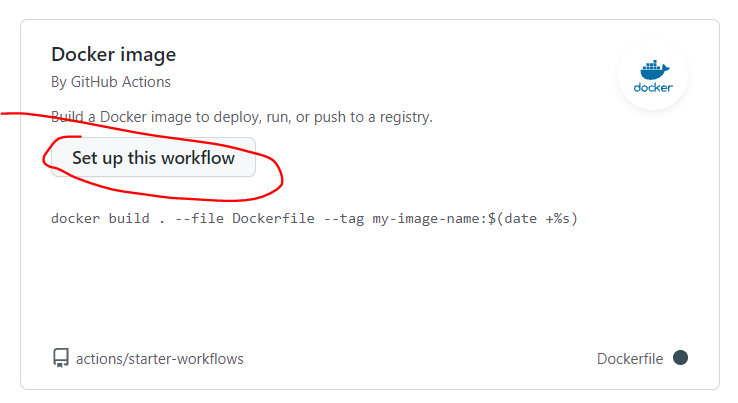 Docker image
By GitHub Actions
docker
Build a Docker image to deploy, run, or push to a registry.
Set up this workflow
docker build . --file Dockerfile --tag my-image-name:$(date +%s)
actions/starter-workflows
Dockerfile